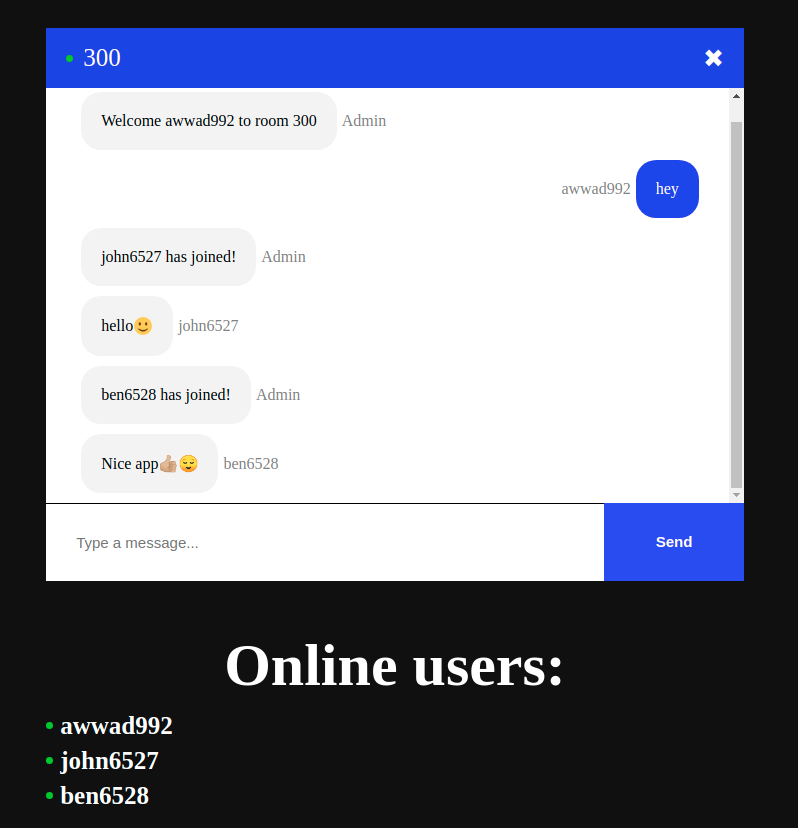 300 ✖
Welcome awwad992 to room 300 Admin
awwad992 hey
john6527 has joined! Admin
hello🙂 john6527
ben6528 has joined! Admin
Nice app👍🏼😌 ben6528
Type a message... Send
Online users:
awwad992
john6527
ben6528